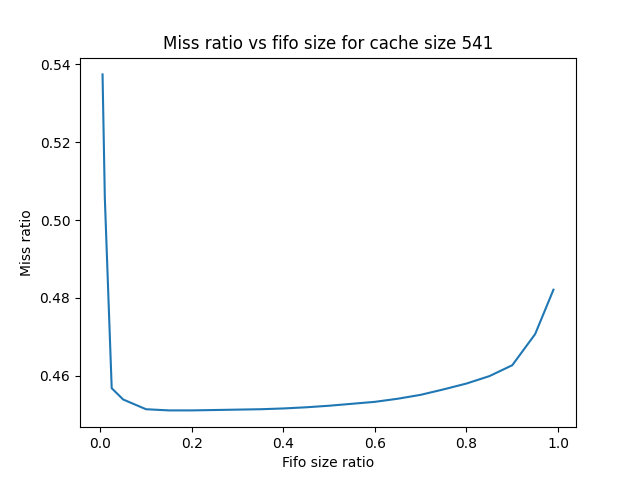 Miss ratio vs fifo size for cache size 541
0.54
0.52
0.50
0.48
0.46
Miss ratio
0.0 0.2 0.4 0.6 0.8 1.0
Fifo size ratio